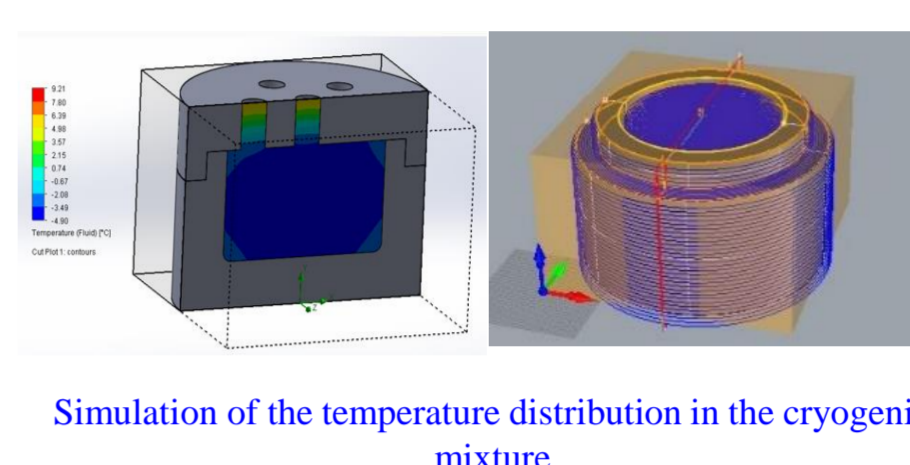 9.21
7.80
6.39
4.98
3.57
2.15
0.74
-0.67
-2.08
-3.49
-4.90
Temperature (Fluid) [°C]
Cut Plot 1: contours
Z
Simulation of the temperature distribution in the cryogeni
mixture